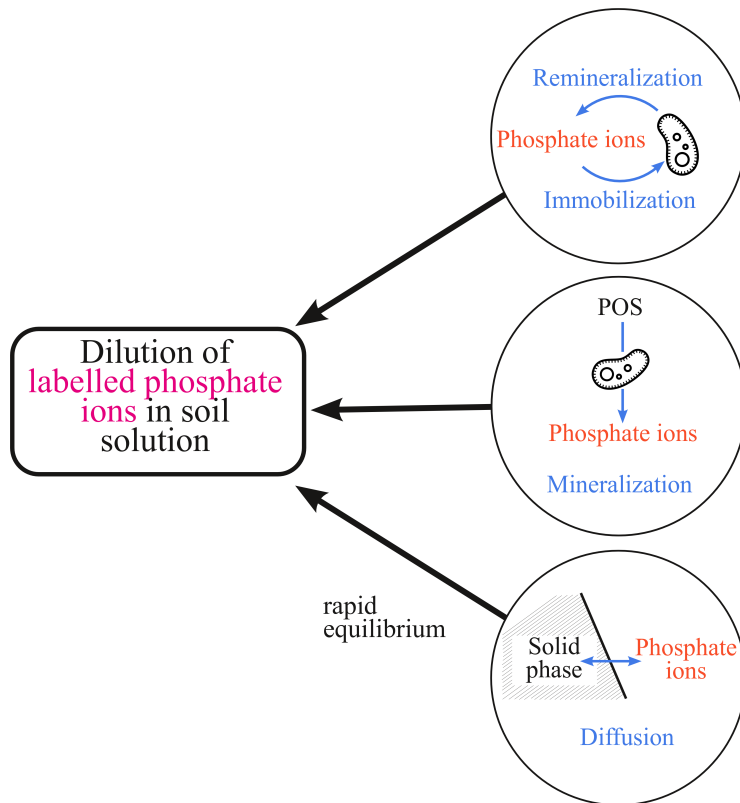 Remineralization
Phosphate ions
Immobilization
POS
Phosphate ions
Mineralization
Dilution of
labelled phosphate
ions in soil
solution
rapid
equilibrium
Solid
phase
Phosphate
ions
Diffusion